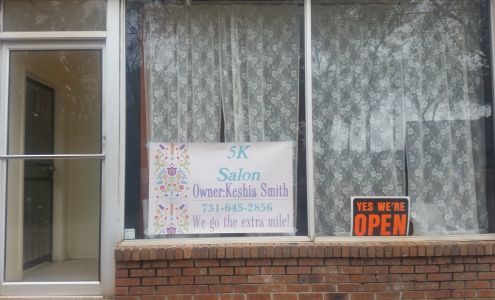 5K
Salon
Owner:Keshia Smith
731-645-2856
We go the extra mile!
YES WE'RE
OPEN